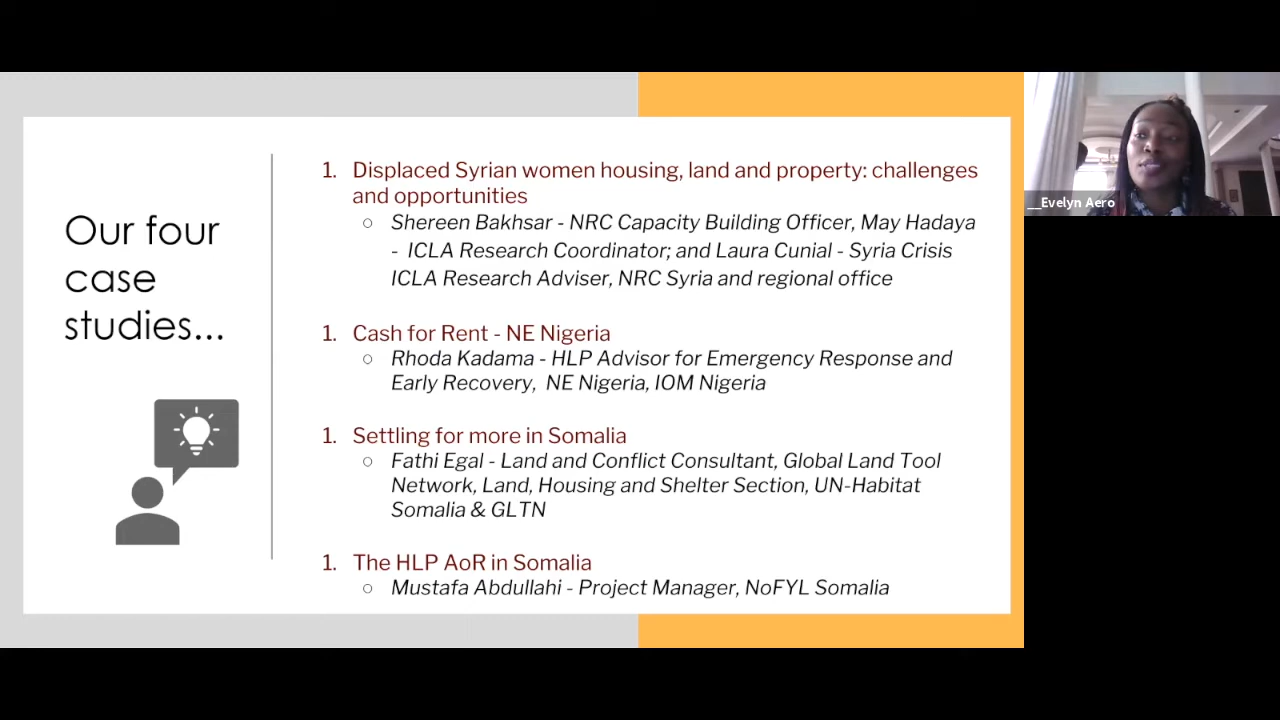 Our four
case
studies...
1. Displaced Syrian women housing, land and property: challenges
and opportunities
○ Shereen Bakhsar - NRC Capacity Building Officer, May Hadaya
- ICLA Research Coordinator; and Laura Cunial - Syria Crisis
ICLA Research Adviser, NRC Syria and regional office
1. Cash for Rent - NE Nigeria
○ Rhoda Kadama - HLP Advisor for Emergency Response and
Early Recovery, NE Nigeria, IOM Nigeria
1. Settling for more in Somalia
○ Fathi Egal - Land and Conflict Consultant, Global Land Tool
Network, Land, Housing and Shelter Section, UN-Habitat
Somalia & GLTN
1. The HLP AoR in Somalia
○ Mustafa Abdullahi - Project Manager, NoFYL Somalia
__Evelyn Aero